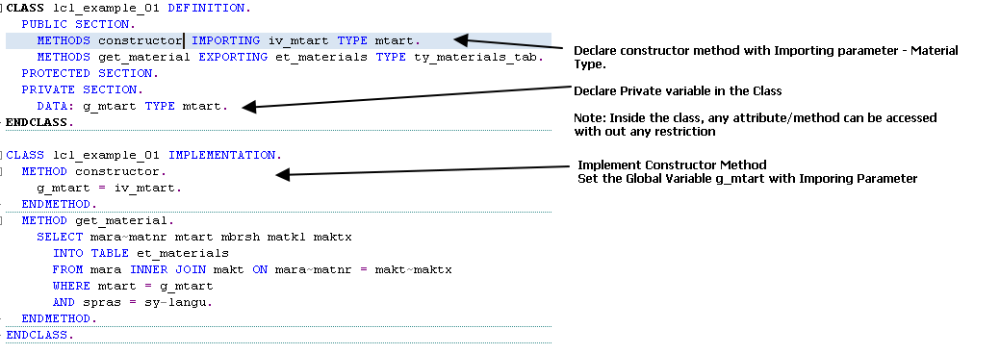 CLASS lcl_example_01 DEFINITION.
PUBLIC SECTION.
METHODS constructor IMPORTING iv_mtart TYPE mtart.
METHODS get_material EXPORTING et_materials TYPE ty_materials_tab.
PROTECTED SECTION.
PRIVATE SECTION.
DATA: g_mtart TYPE mtart.
ENDCLASS.
Declare constructor method with Importing parameter - Material
Type.
Declare Private variable in the Class
Note: Inside the class, any attribute/method can be accessed
with out any restriction
CLASS lcl_example_01 IMPLEMENTATION.
METHOD constructor.
g_mtart = iv_mtart.
ENDMETHOD.
Implement Constructor Method
Set the Global Variable g_mtart with Imporing Parameter
METHOD get_material.
SELECT mara~matnr mtart mbrsh matkl maktx
INTO TABLE et_materials
FROM mara INNER JOIN makt ON mara~matnr = makt~maktx
WHERE mtart = g_mtart
AND spras = sy-langu.
ENDMETHOD.
ENDCLASS.